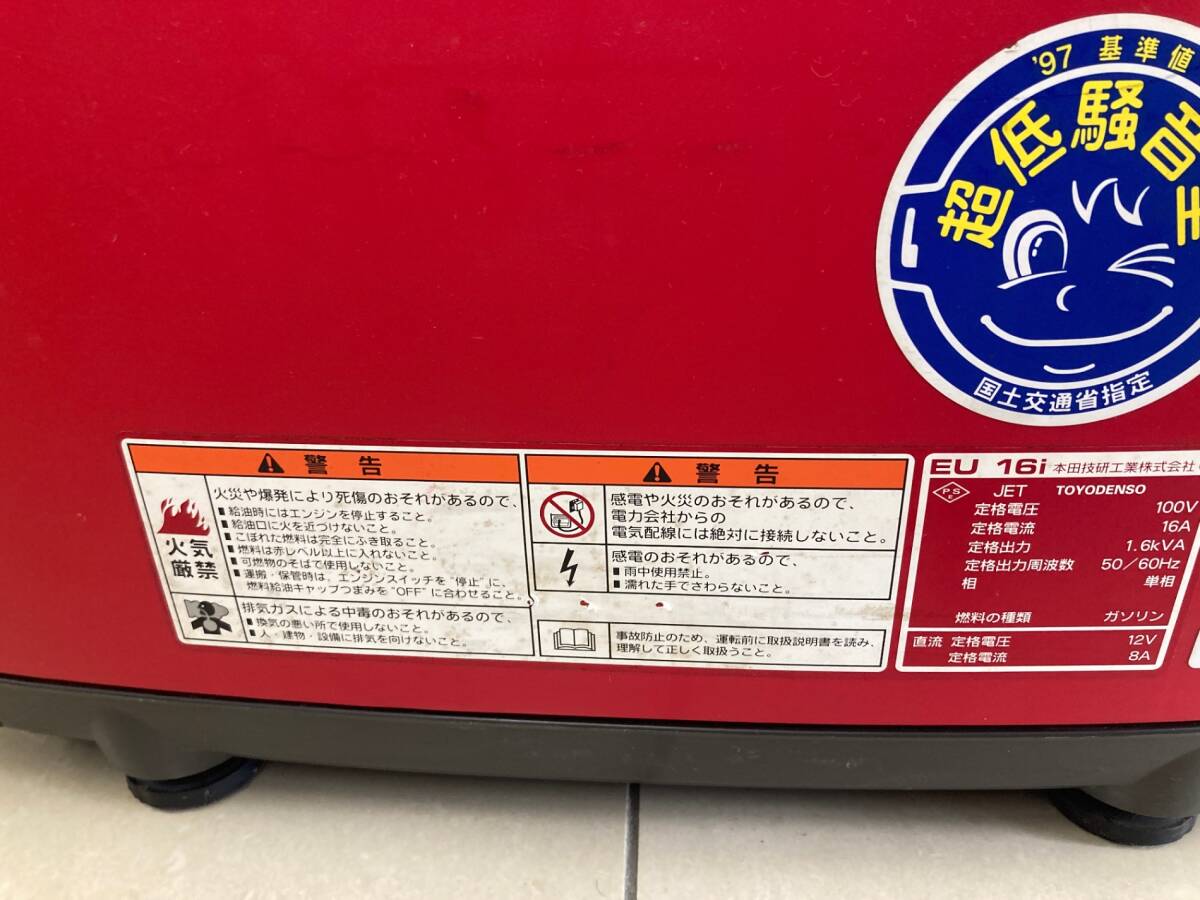 '97 基準値
超低騒音
国土交通省指定
警告
火気
厳禁
火災や爆発により死傷のおそれがあるので、
■ 給油時にはエンジンを停止すること。
■ 給油口に火を近づけないこと。
■ こぼれた燃料は完全にふき取ること。
■ 燃料は赤レベル以上に入れないこと。
■ 可燃物のそばで使用しないこと。
■ 運搬・保管時は、エンジンスイッチを“停止”に、
燃料給油キャップつまみを“OFF”に合わせること。
排気ガスによる中毒のおそれがあるので、
■ 換気の悪い所で使用しないこと。
■ 人・建物・設備に排気を向けないこと。
警告
感電や火災のおそれがあるので、
電力会社からの
電気配線には絶対に接続しないこと。
感電のおそれがあるので、
■ 雨中使用禁止。
■ 濡れた手でさわらないこと。
事故防止のため、運転前に取扱説明書を読み、
理解して正しく取扱うこと。
EU 16i 本田技研工業株式会社
PS E JET TOYODENSO
定格電圧 100V
定格電流 16A
定格出力 1.6kVA
定格出力周波数 50/60Hz
相 単相
燃料の種類 ガソリン
直流 定格電圧 12V
定格電流 8A